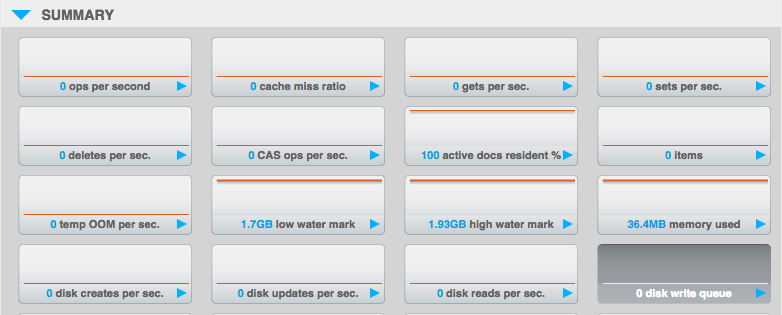 SUMMARY
0 ops per second
0 cache miss ratio
0 gets per sec.
0 sets per sec.
0 deletes per sec.
0 CAS ops per sec.
100 active docs resident %
0 items
0 temp OOM per sec.
1.7GB low water mark
1.93GB high water mark
36.4MB memory used
0 disk creates per sec.
0 disk updates per sec.
0 disk reads per sec.
0 disk write queue